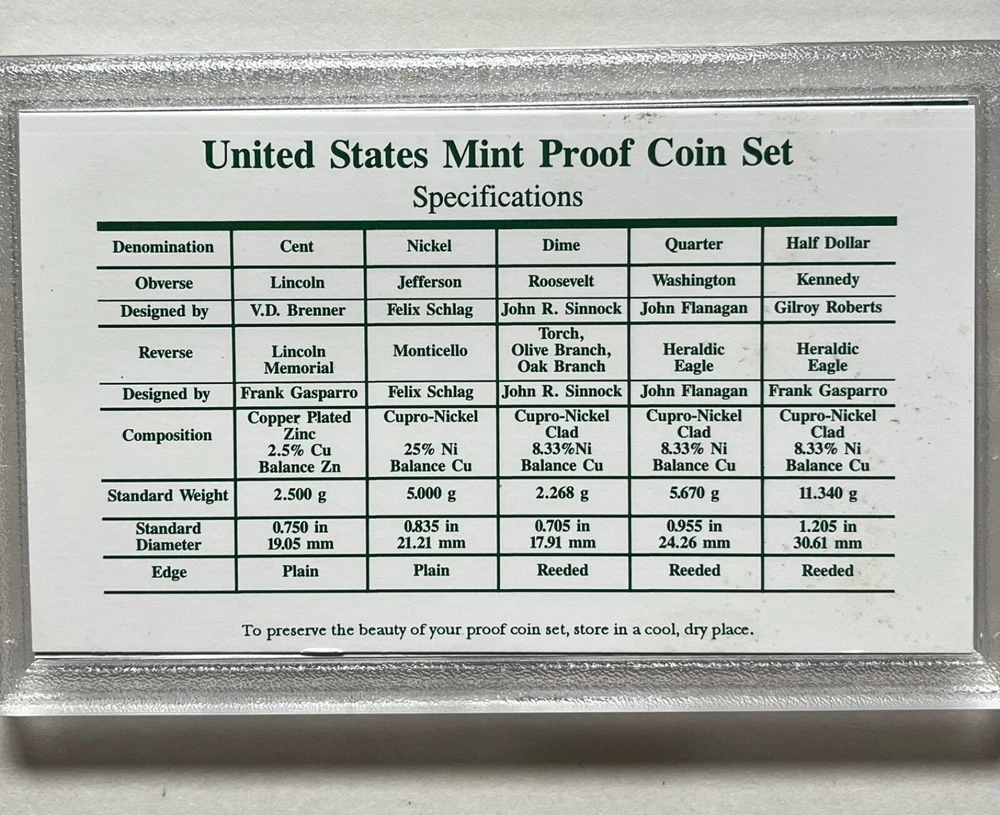 United States Mint Proof Coin Set
Specifications
Denomination Cent Nickel Dime Quarter Half Dollar
Obverse Lincoln Jefferson Roosevelt Washington Kennedy
Designed by V.D. Brenner Felix Schlag John R. Sinnock John Flanagan Gilroy Roberts
Reverse Lincoln Memorial Monticello Torch, Olive Branch, Oak Branch Heraldic Eagle Heraldic Eagle
Designed by Frank Gasparro Felix Schlag John R. Sinnock John Flanagan Frank Gasparro
Composition Copper Plated Zinc 2.5% Cu Balance Zn Cupro-Nickel 25% Ni Balance Cu Cupro-Nickel Clad 8.33%Ni Balance Cu Cupro-Nickel Clad 8.33% Ni Balance Cu Cupro-Nickel Clad 8.33% Ni Balance Cu
Standard Weight 2.500 g 5.000 g 2.268 g 5.670 g 11.340 g
Standard Diameter 0.750 in 19.05 mm 0.835 in 21.21 mm 0.705 in 17.91 mm 0.955 in 24.26 mm 1.205 in 30.61 mm
Edge Plain Plain Reeded Reeded Reeded
To preserve the beauty of your proof coin set, store in a cool, dry place.